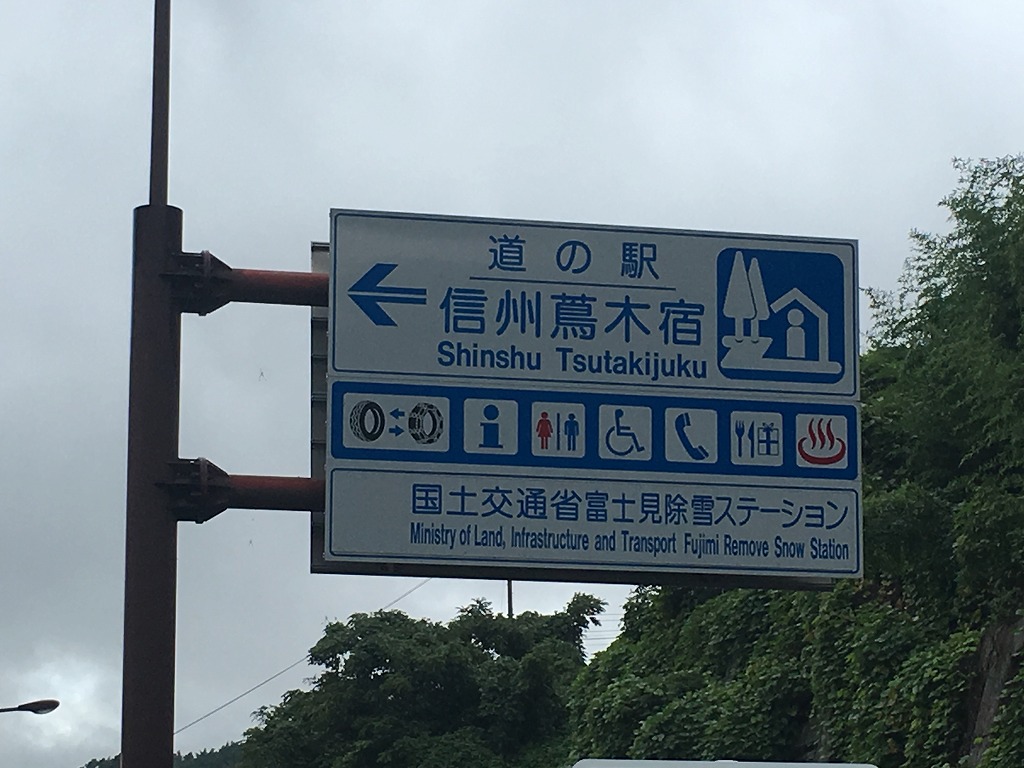 道の駅
信州蔦木宿
Shinshu Tsutakijuku
国土交通省富士見除雪ステーション
Ministry of Land, Infrastructure and Transport Fujimi Remove Snow Station